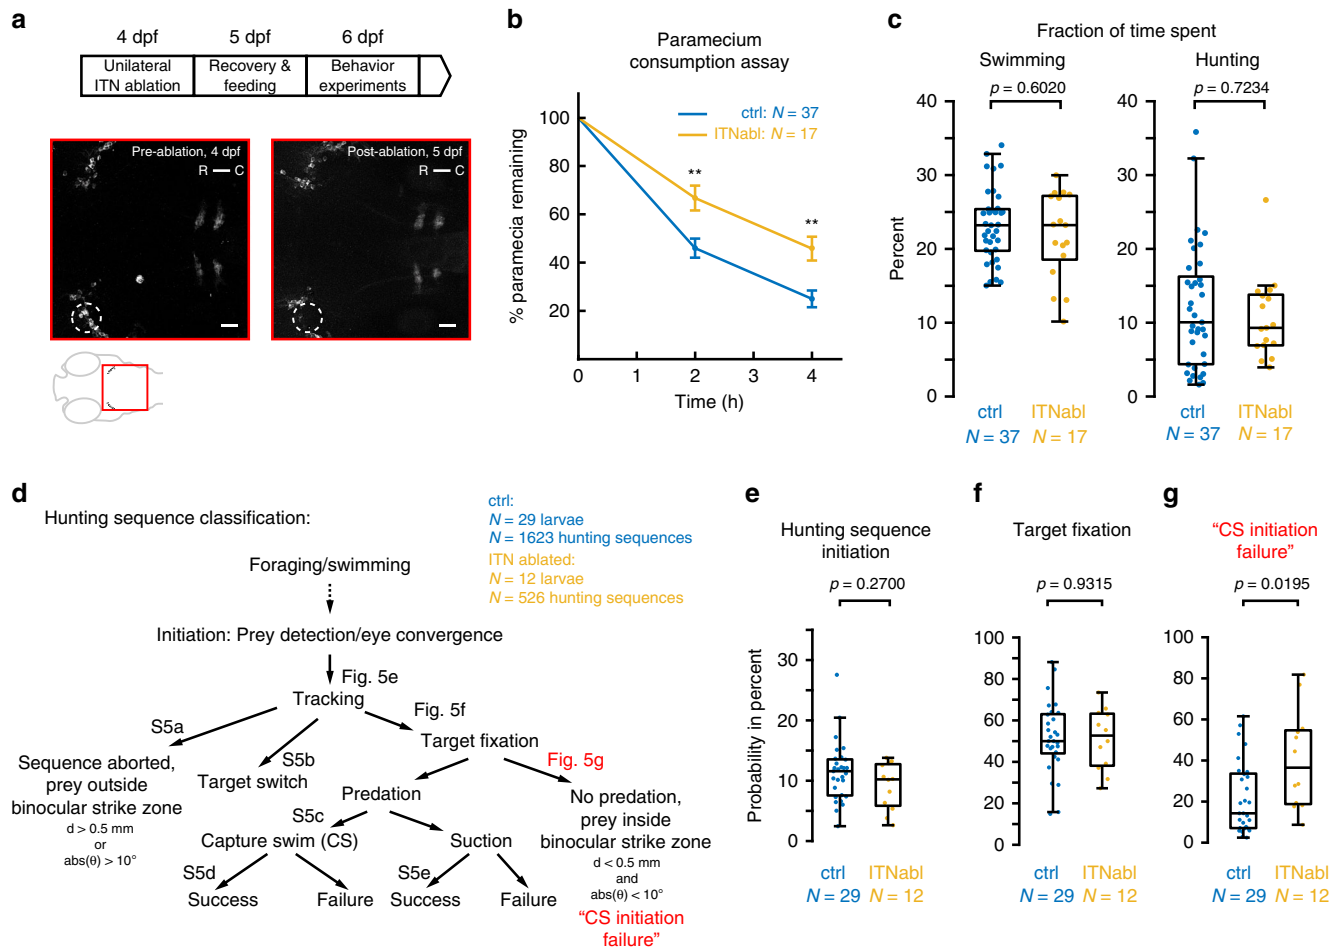 a
4 dpf
5 dpf
6 dpf
Unilateral
ITN ablation
Recovery &
feeding
Behavior
experiments
Pre-ablation, 4 dpf
R C
Post-ablation, 5 dpf
R C
b
Paramecium
consumption assay
ctrl: N = 37
ITNabl: N = 17
% paramecia remaining
100
80
60
40
20
**
**
0 1 2 3 4
Time (h)
c
Fraction of time spent
Swimming
p = 0.6020
Percent
40
30
20
10
0
ctrl
N = 37
ITNabl
N = 17
Hunting
p = 0.7234
40
30
20
10
0
ctrl
N = 37
ITNabl
N = 17
d
Hunting sequence classification:
ctrl:
N = 29 larvae
N = 1623 hunting sequences
ITN ablated:
N = 12 larvae
N = 526 hunting sequences
Foraging/swimming
Initiation: Prey detection/eye convergence
Fig. 5e
Tracking
S5a
Fig. 5f
Sequence aborted,
prey outside
binocular strike zone
d > 0.5 mm
or
abs(θ) > 10°
S5b
Target switch
Target fixation
Fig. 5g
Predation
No predation,
prey inside
binocular strike zone
d < 0.5 mm
and
abs(θ) < 10°
"CS initiation
failure"
S5c
Capture swim (CS)
Suction
S5d
Success
Failure
S5e
Success
Failure
e
Hunting sequence
initiation
p = 0.2700
Probability in percent
30
20
10
0
ctrl
N = 29
ITNabl
N = 12
f
Target fixation
p = 0.9315
100
80
60
40
20
0
ctrl
N = 29
ITNabl
N = 12
g
“CS initiation
failure”
p = 0.0195
100
80
60
40
20
0
ctrl
N = 29
ITNabl
N = 12